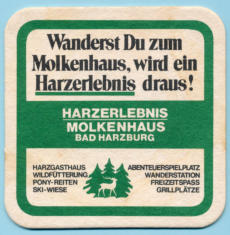 Wanderst Du zum
Molkenhaus, wird ein
Harzerlebnis draus!
HARZERLEBNIS
MOLKENHAUS
BAD HARZBURG
HARZGASTHAUS
WILDFÜTTERUNG
PONY-REITEN
SKI-WIESE
ABENTEUERSPIELPLATZ
WANDERSTATION
FREIZEITSPASS
GRILLPLÄTZE